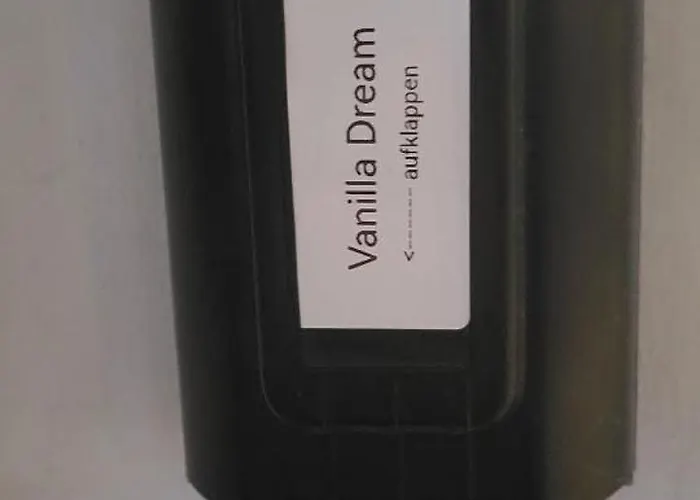 Vanilla Dream
<------ aufklappen